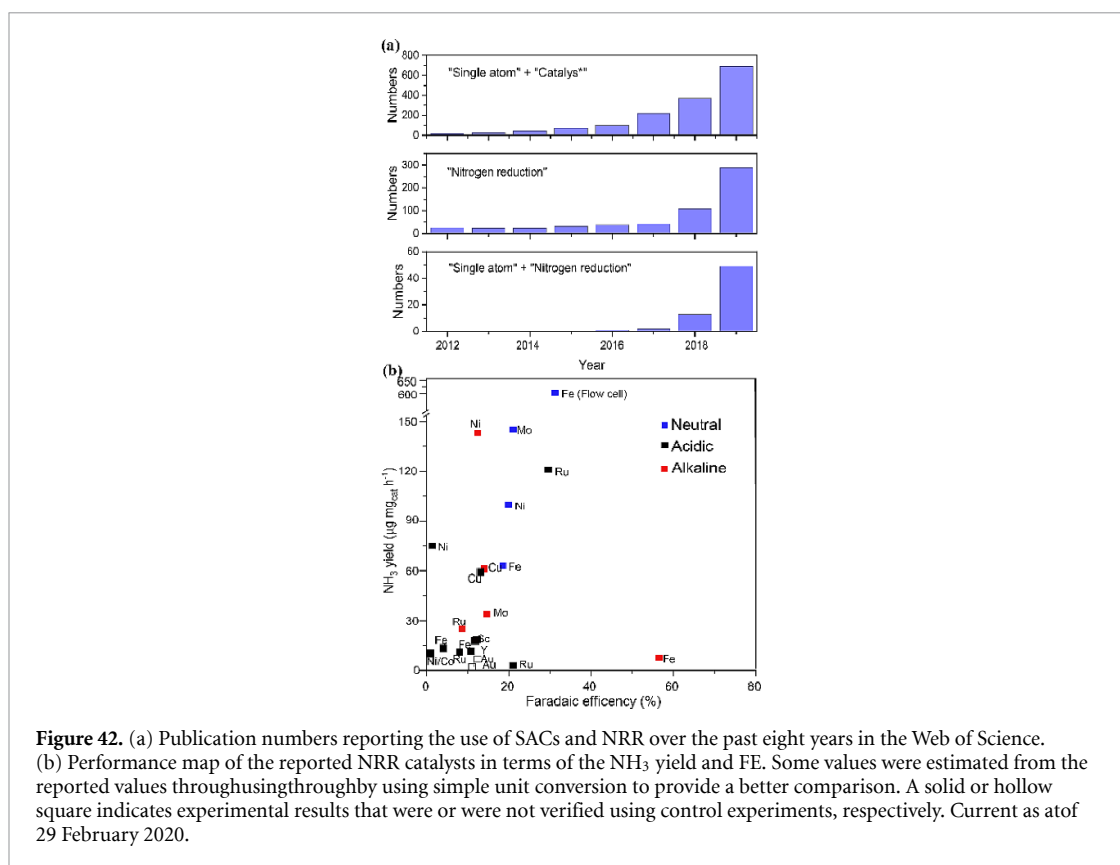 (a)
800
600
400
200
0
Numbers
"Single atom" + "Catalys*"
300
200
100
0
Numbers
"Nitrogen reduction"
60
40
20
0
Numbers
"Single atom" + "Nitrogen reduction"
2012 2014 2016 2018
Year
(b)
650
600
150
120
90
60
30
0
NH₃ yield (µg mg_cat h⁻¹)
Fe (Flow cell)
Neutral
Acidic
Alkaline
Ni
Mo
Ru
Ni
Ni
Cu
Cu
Fe
Mo
Ru
Fe
Fe
Sc
Y
Ni/Co
Ru
Au
Au
Ru
Fe
0 20 40 60 80
Faradaic efficency (%)
Figure 42. (a) Publication numbers reporting the use of SACs and NRR over the past eight years in the Web of Science.
(b) Performance map of the reported NRR catalysts in terms of the NH₃ yield and FE. Some values were estimated from the
reported values throughusingthroughby using simple unit conversion to provide a better comparison. A solid or hollow
square indicates experimental results that were or were not verified using control experiments, respectively. Current as atof
29 February 2020.